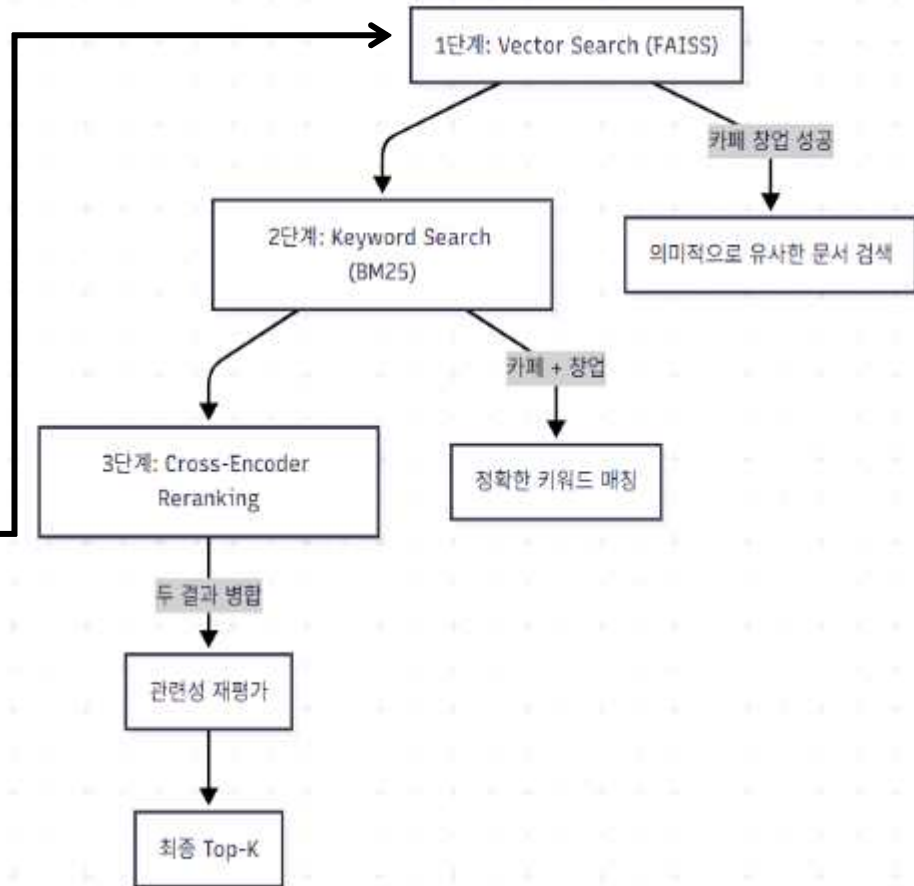 1단계: Vector Search (FAISS)
카페 창업 성공
2단계: Keyword Search
(BM25)
의미적으로 유사한 문서 검색
카페 + 창업
3단계: Cross-Encoder
Reranking
정확한 키워드 매칭
두 결과 병합
관련성 재평가
최종 Top-K